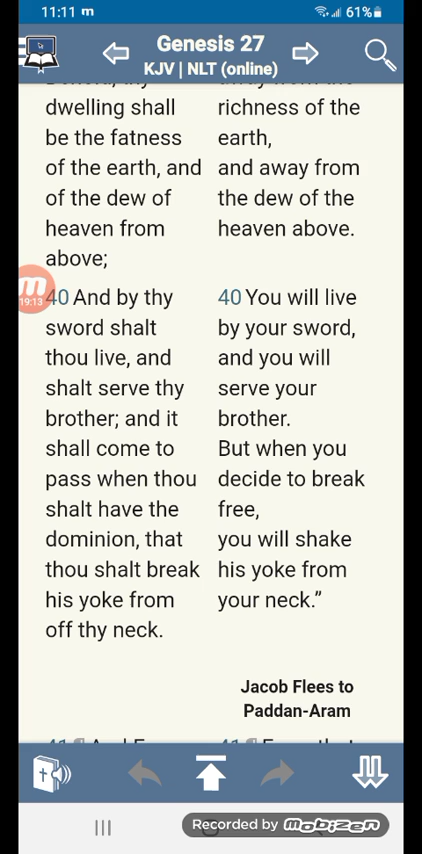 11:11 m
61%
Genesis 27
KJV | NLT (online)
dwelling shall
be the fatness
of the earth, and
of the dew of
heaven from
above;
40 And by thy
sword shalt
thou live, and
shalt serve thy
brother; and it
shall come to
pass when thou
shalt have the
dominion, that
thou shalt break
his yoke from
off thy neck.
richness of the
earth,
and away from
the dew of the
heaven above.
40 You will live
by your sword,
and you will
serve your
brother.
But when you
decide to break
free,
you will shake
his yoke from
your neck.”
Jacob Flees to
Paddan-Aram
m
19:13
Recorded by mobizen